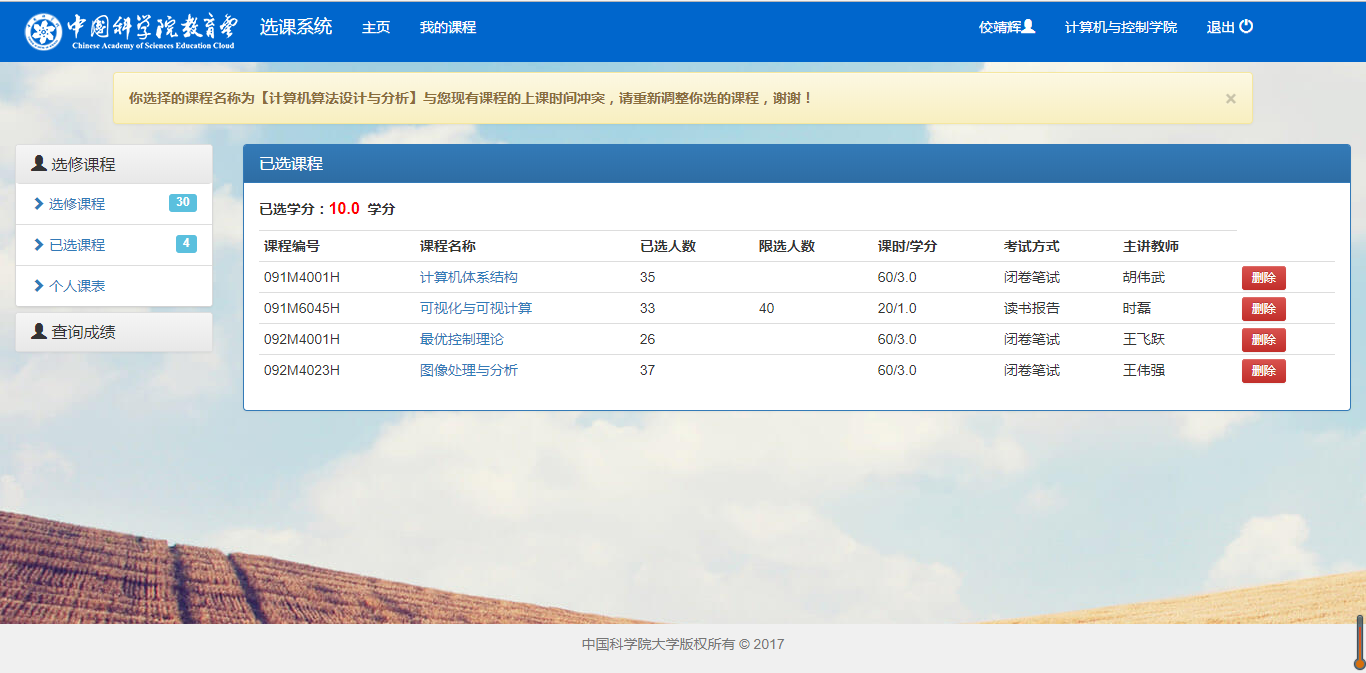 中国科学院教育云
Chinese Academy of Sciences Education Cloud
选课系统 主页 我的课程 佼靖辉 计算机与控制学院 退出
你选择的课程名称为【计算机算法设计与分析】与您现有课程的上课时间冲突，请重新调整你选的课程，谢谢！ ×
选修课程
选修课程 30
已选课程 4
个人课表
查询成绩
已选课程
已选学分：10.0 学分
课程编号 课程名称 已选人数 限选人数 课时/学分 考试方式 主讲教师
091M4001H 计算机体系结构 35 60/3.0 闭卷笔试 胡伟武 删除
091M6045H 可视化与可视计算 33 40 20/1.0 读书报告 时磊 删除
092M4001H 最优控制理论 26 60/3.0 闭卷笔试 王飞跃 删除
092M4023H 图像处理与分析 37 60/3.0 闭卷笔试 王伟强 删除
中国科学院大学版权所有 © 2017